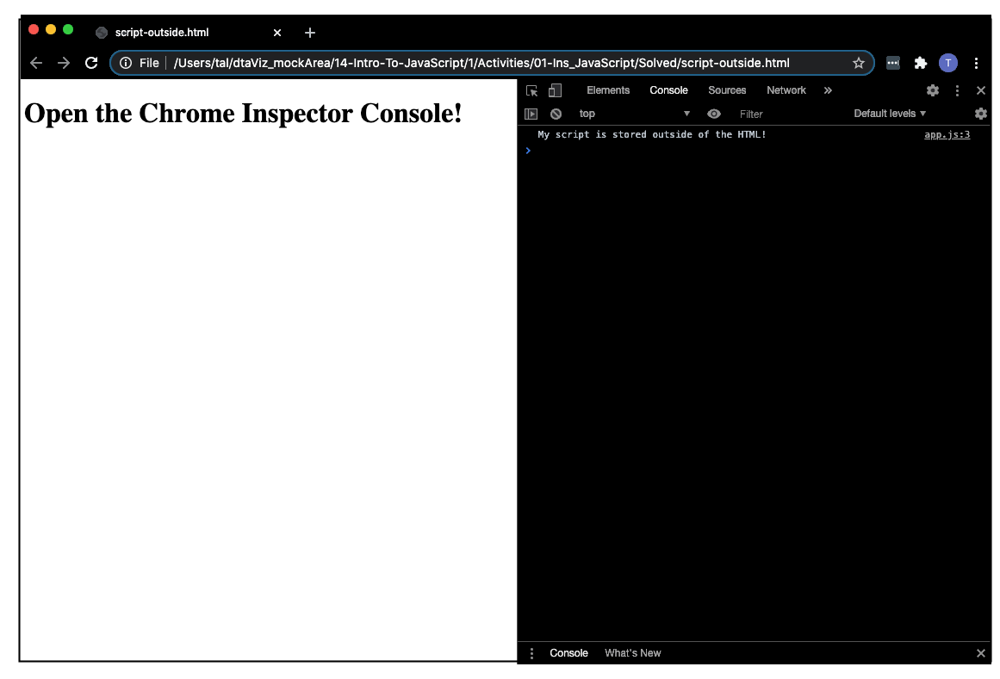 script-outside.html
File /Users/tal/dtaViz_mockArea/14-Intro-To-JavaScript/1/Activities/01-Ins_JavaScript/Solved/script-outside.html
T
Open the Chrome Inspector Console!
Elements Console Sources Network
top Filter Default levels
My script is stored outside of the HTML! app.js:3
Console What's New